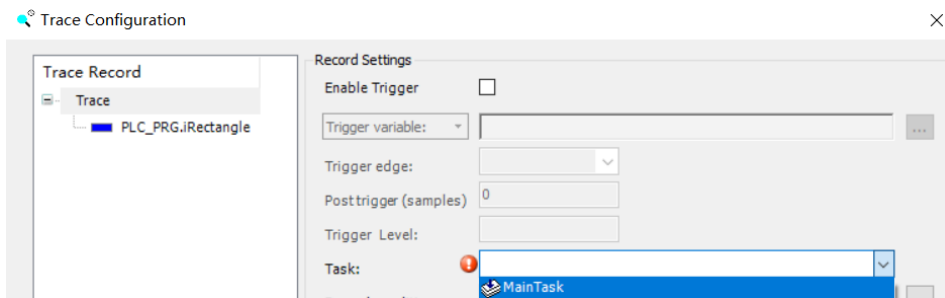 Trace Configuration
Trace Record
Trace
PLC_PRG.iRectangle
Record Settings
Enable Trigger
Trigger variable:
...
Trigger edge:
Post trigger (samples)
0
Trigger Level:
Task:
MainTask